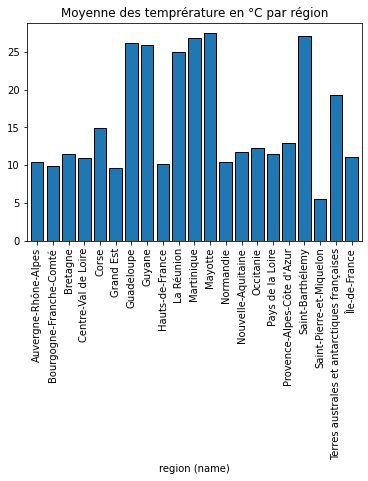 Moyenne des temprérature en °C par région
25
20
15
10
5
0
Auvergne-Rhône-Alpes
Bourgogne-Franche-Comté
Bretagne
Centre-Val de Loire
Corse
Grand Est
Guadeloupe
Guyane
Hauts-de-France
La Réunion
Martinique
Mayotte
Normandie
Nouvelle-Aquitaine
Occitanie
Pays de la Loire
Provence-Alpes-Côte d'Azur
Saint-Barthélemy
Saint-Pierre-et-Miquelon
Terres australes et antarctiques françaises
Île-de-France
region (name)